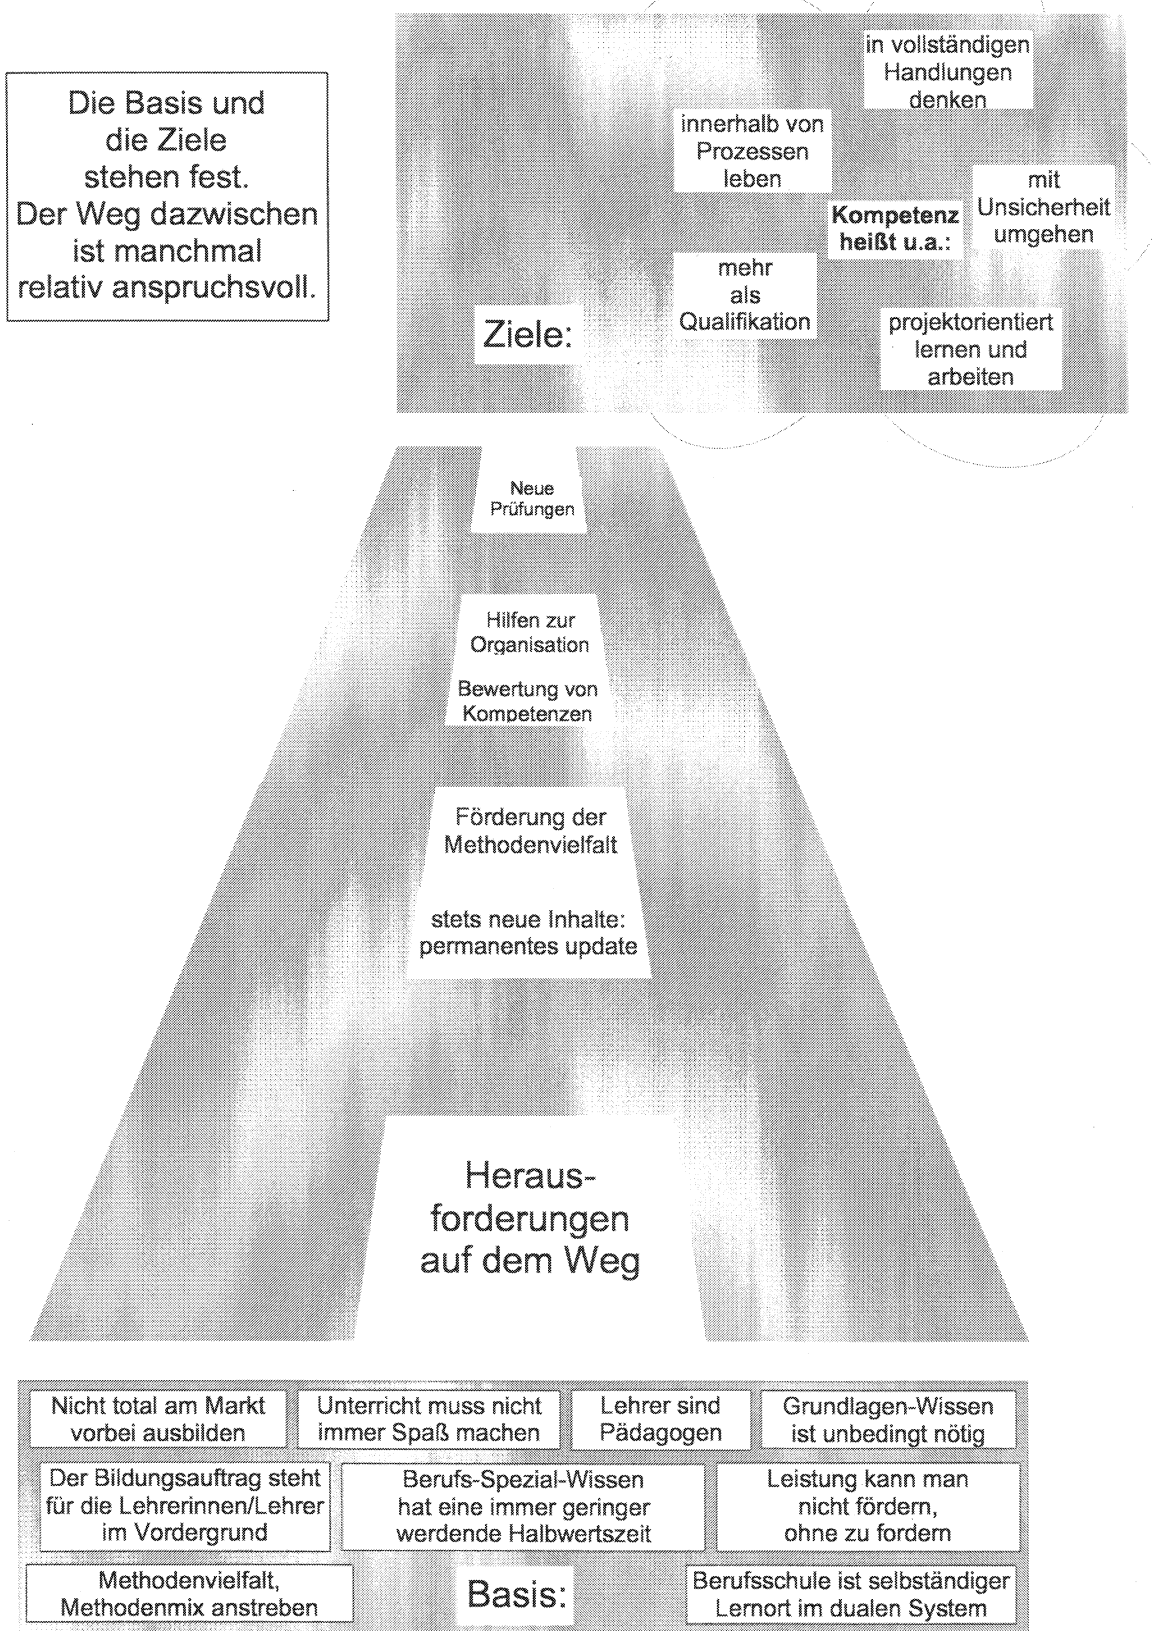 Die Basis und
die Ziele
stehen fest.
Der Weg dazwischen
ist manchmal
relativ anspruchsvoll.
in vollständigen
Handlungen
denken
innerhalb von
Prozessen
leben
mit
Unsicherheit
umgehen
Kompetenz
heißt u.a.:
mehr
als
Qualifikation
Ziele:
projektorientiert
lernen und
arbeiten
Neue
Prüfungen
Hilfen zur
Organisation
Bewertung von
Kompetenzen
Förderung der
Methodenvielfalt
stets neue Inhalte:
permanentes update
Heraus-
forderungen
auf dem Weg
Nicht total am Markt
vorbei ausbilden
Unterricht muss nicht
immer Spaß machen
Lehrer sind
Pädagogen
Grundlagen-Wissen
ist unbedingt nötig
Der Bildungsauftrag steht
für die Lehrerinnen/Lehrer
im Vordergrund
Berufs-Spezial-Wissen
hat eine immer geringer
werdende Halbwertszeit
Leistung kann man
nicht fördern,
ohne zu fordern
Methodenvielfalt,
Methodenmix anstreben
Basis:
Berufsschule ist selbständiger
Lernort im dualen System